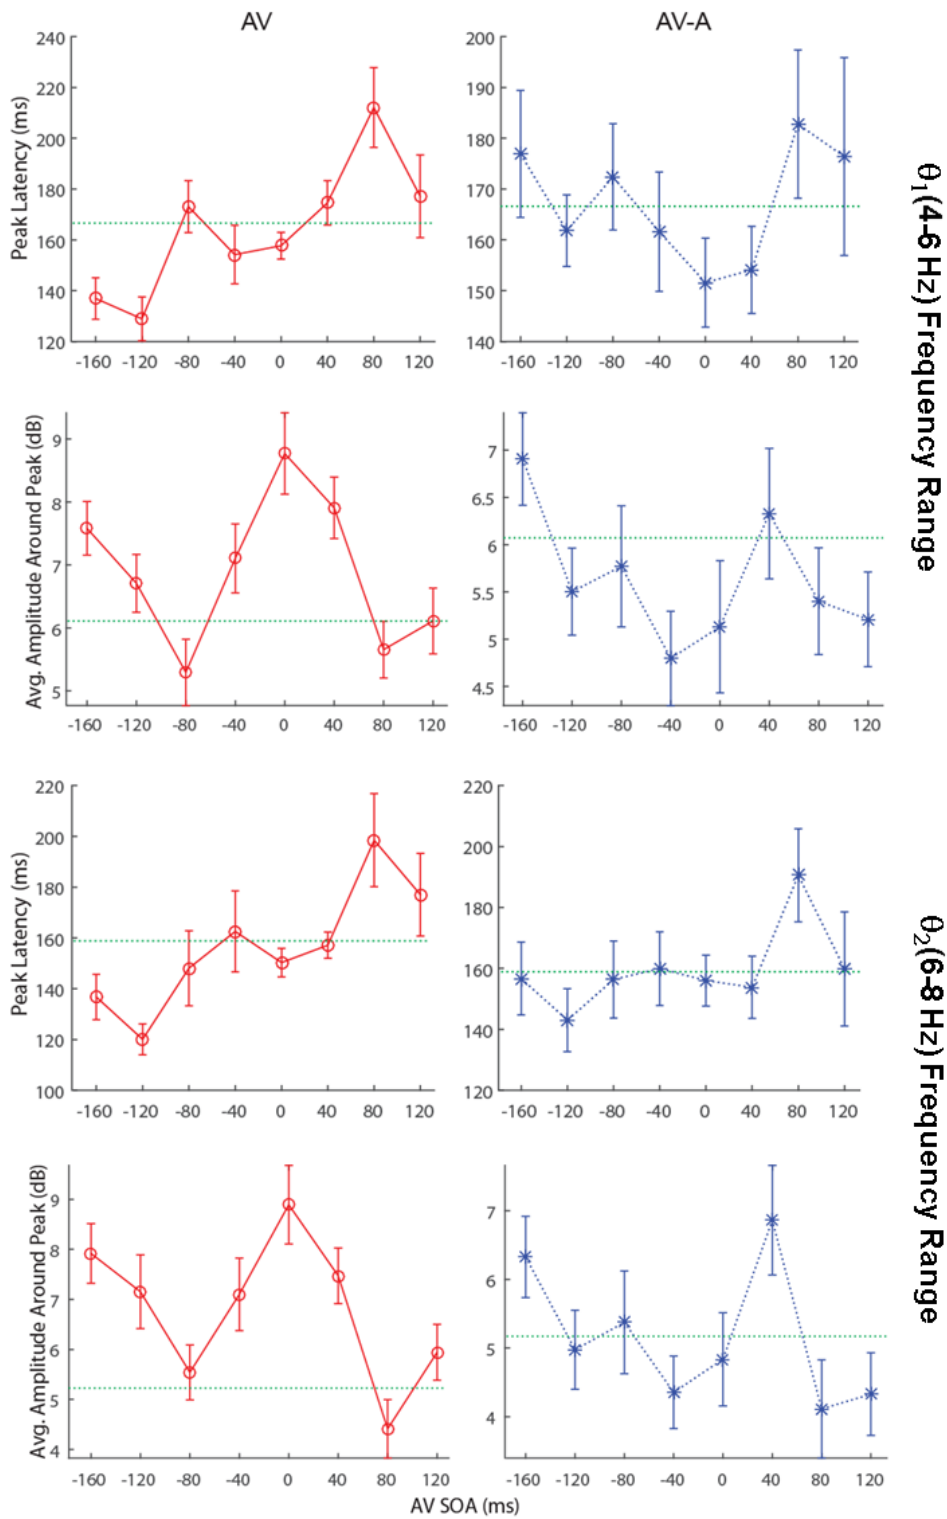 AV
AV-A
240
220
200
180
160
140
120
Peak Latency (ms)
-160 -120 -80 -40 0 40 80 120
200
190
180
170
160
150
140
-160 -120 -80 -40 0 40 80 120
9
8
7
6
5
Avg. Amplitude Around Peak (dB)
-160 -120 -80 -40 0 40 80 120
7
6.5
6
5.5
5
4.5
-160 -120 -80 -40 0 40 80 120
θ₁(4-6 Hz) Frequency Range
220
200
180
160
140
120
100
Peak Latency (ms)
-160 -120 -80 -40 0 40 80 120
220
200
180
160
140
120
-160 -120 -80 -40 0 40 80 120
9
8
7
6
5
4
Avg. Amplitude Around Peak (dB)
-160 -120 -80 -40 0 40 80 120
7
6
5
4
-160 -120 -80 -40 0 40 80 120
θ₂(6-8 Hz) Frequency Range
AV SOA (ms)